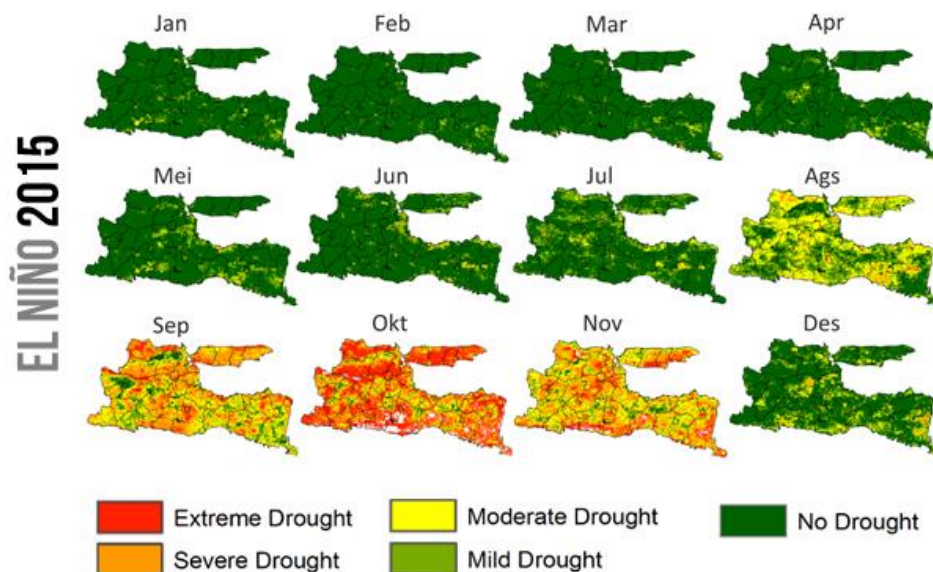 EL NIÑO 2015
Jan Feb Mar Apr
Mei Jun Jul Ags
Sep Okt Nov Des
Extreme Drought Moderate Drought No Drought
Severe Drought Mild Drought